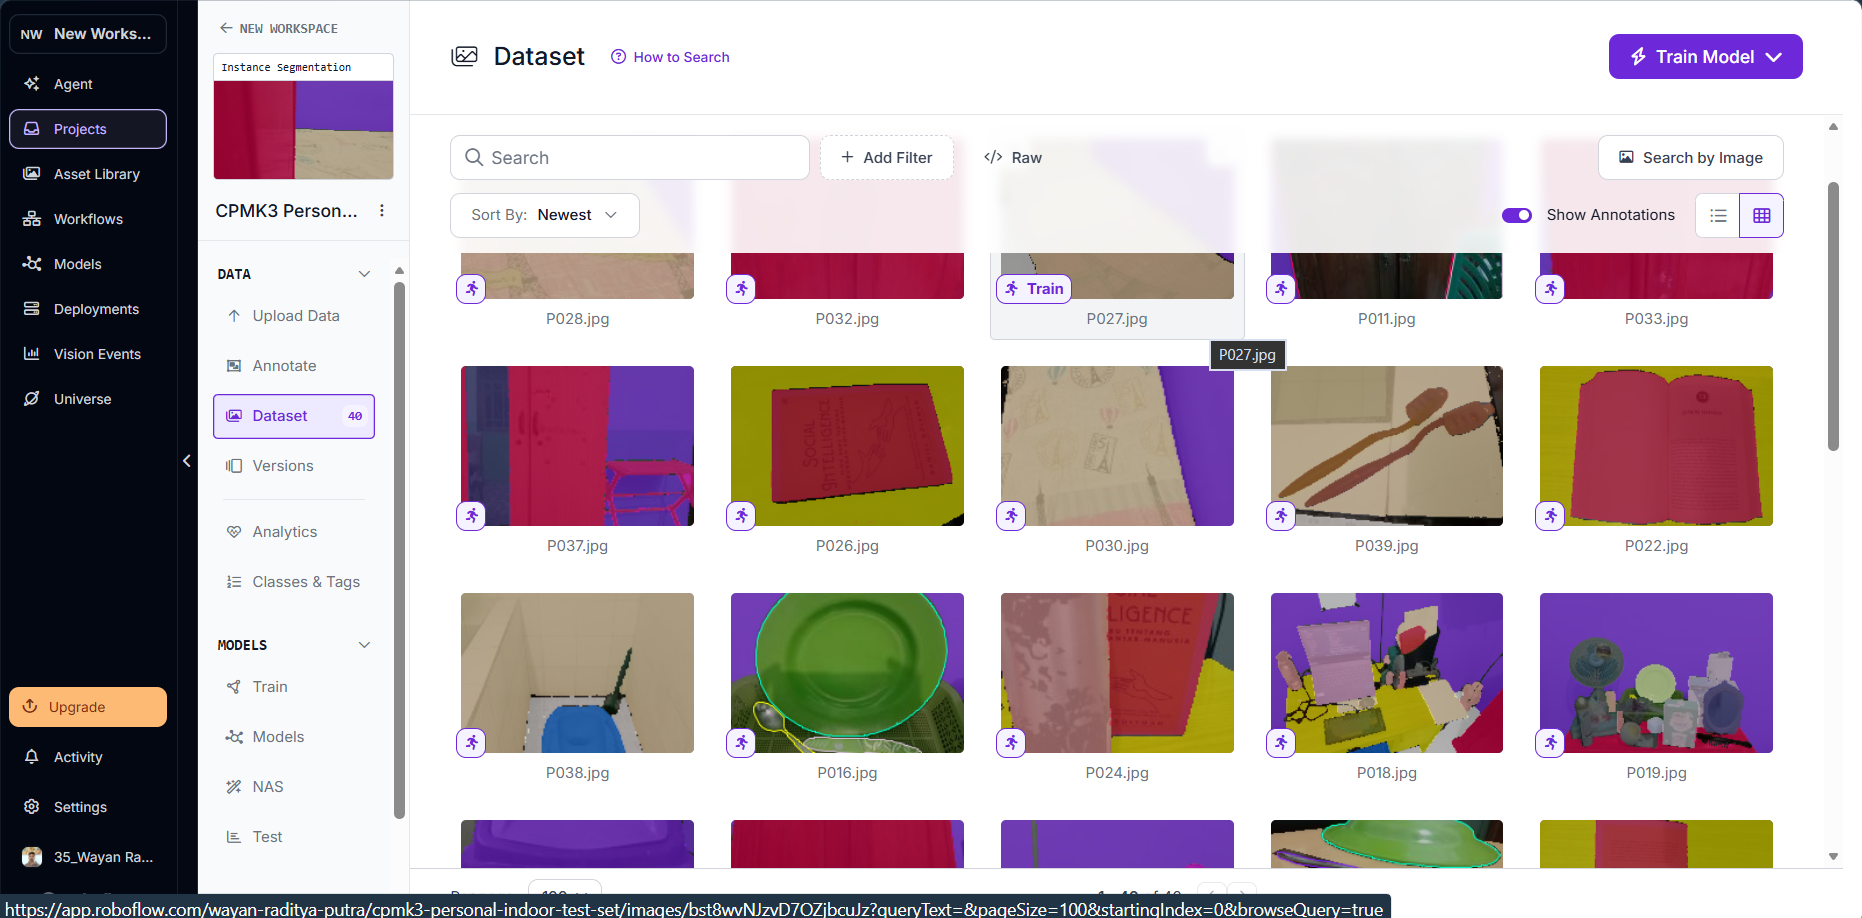 NW New Works...
Agent
Projects
Asset Library
Workflows
Models
Deployments
Vision Events
Universe
Upgrade
Activity
Settings
35_Wayan Ra...
NEW WORKSPACE
Instance Segmentation
CPMK3 Person...
DATA
Upload Data
Annotate
Dataset 40
Versions
Analytics
Classes & Tags
MODELS
Train
Models
NAS
Test
Dataset
How to Search
Train Model
Search
Add Filter
</> Raw
Search by Image
Sort By: Newest
Show Annotations
Train
P028.jpg
P032.jpg
P027.jpg
P011.jpg
P033.jpg
P027.jpg
SOCIAL
INTELLIGENCE
P037.jpg
P026.jpg
P030.jpg
P039.jpg
P022.jpg
LIGENCE
P038.jpg
P016.jpg
P024.jpg
P018.jpg
P019.jpg
https://app.roboflow.com/wayan-raditya-putra/cpmk3-personal-indoor-test-set/images/bst8wvNJzvD7OZjbcuJz?queryText=&pageSize=100&startingIndex=0&browseQuery=true